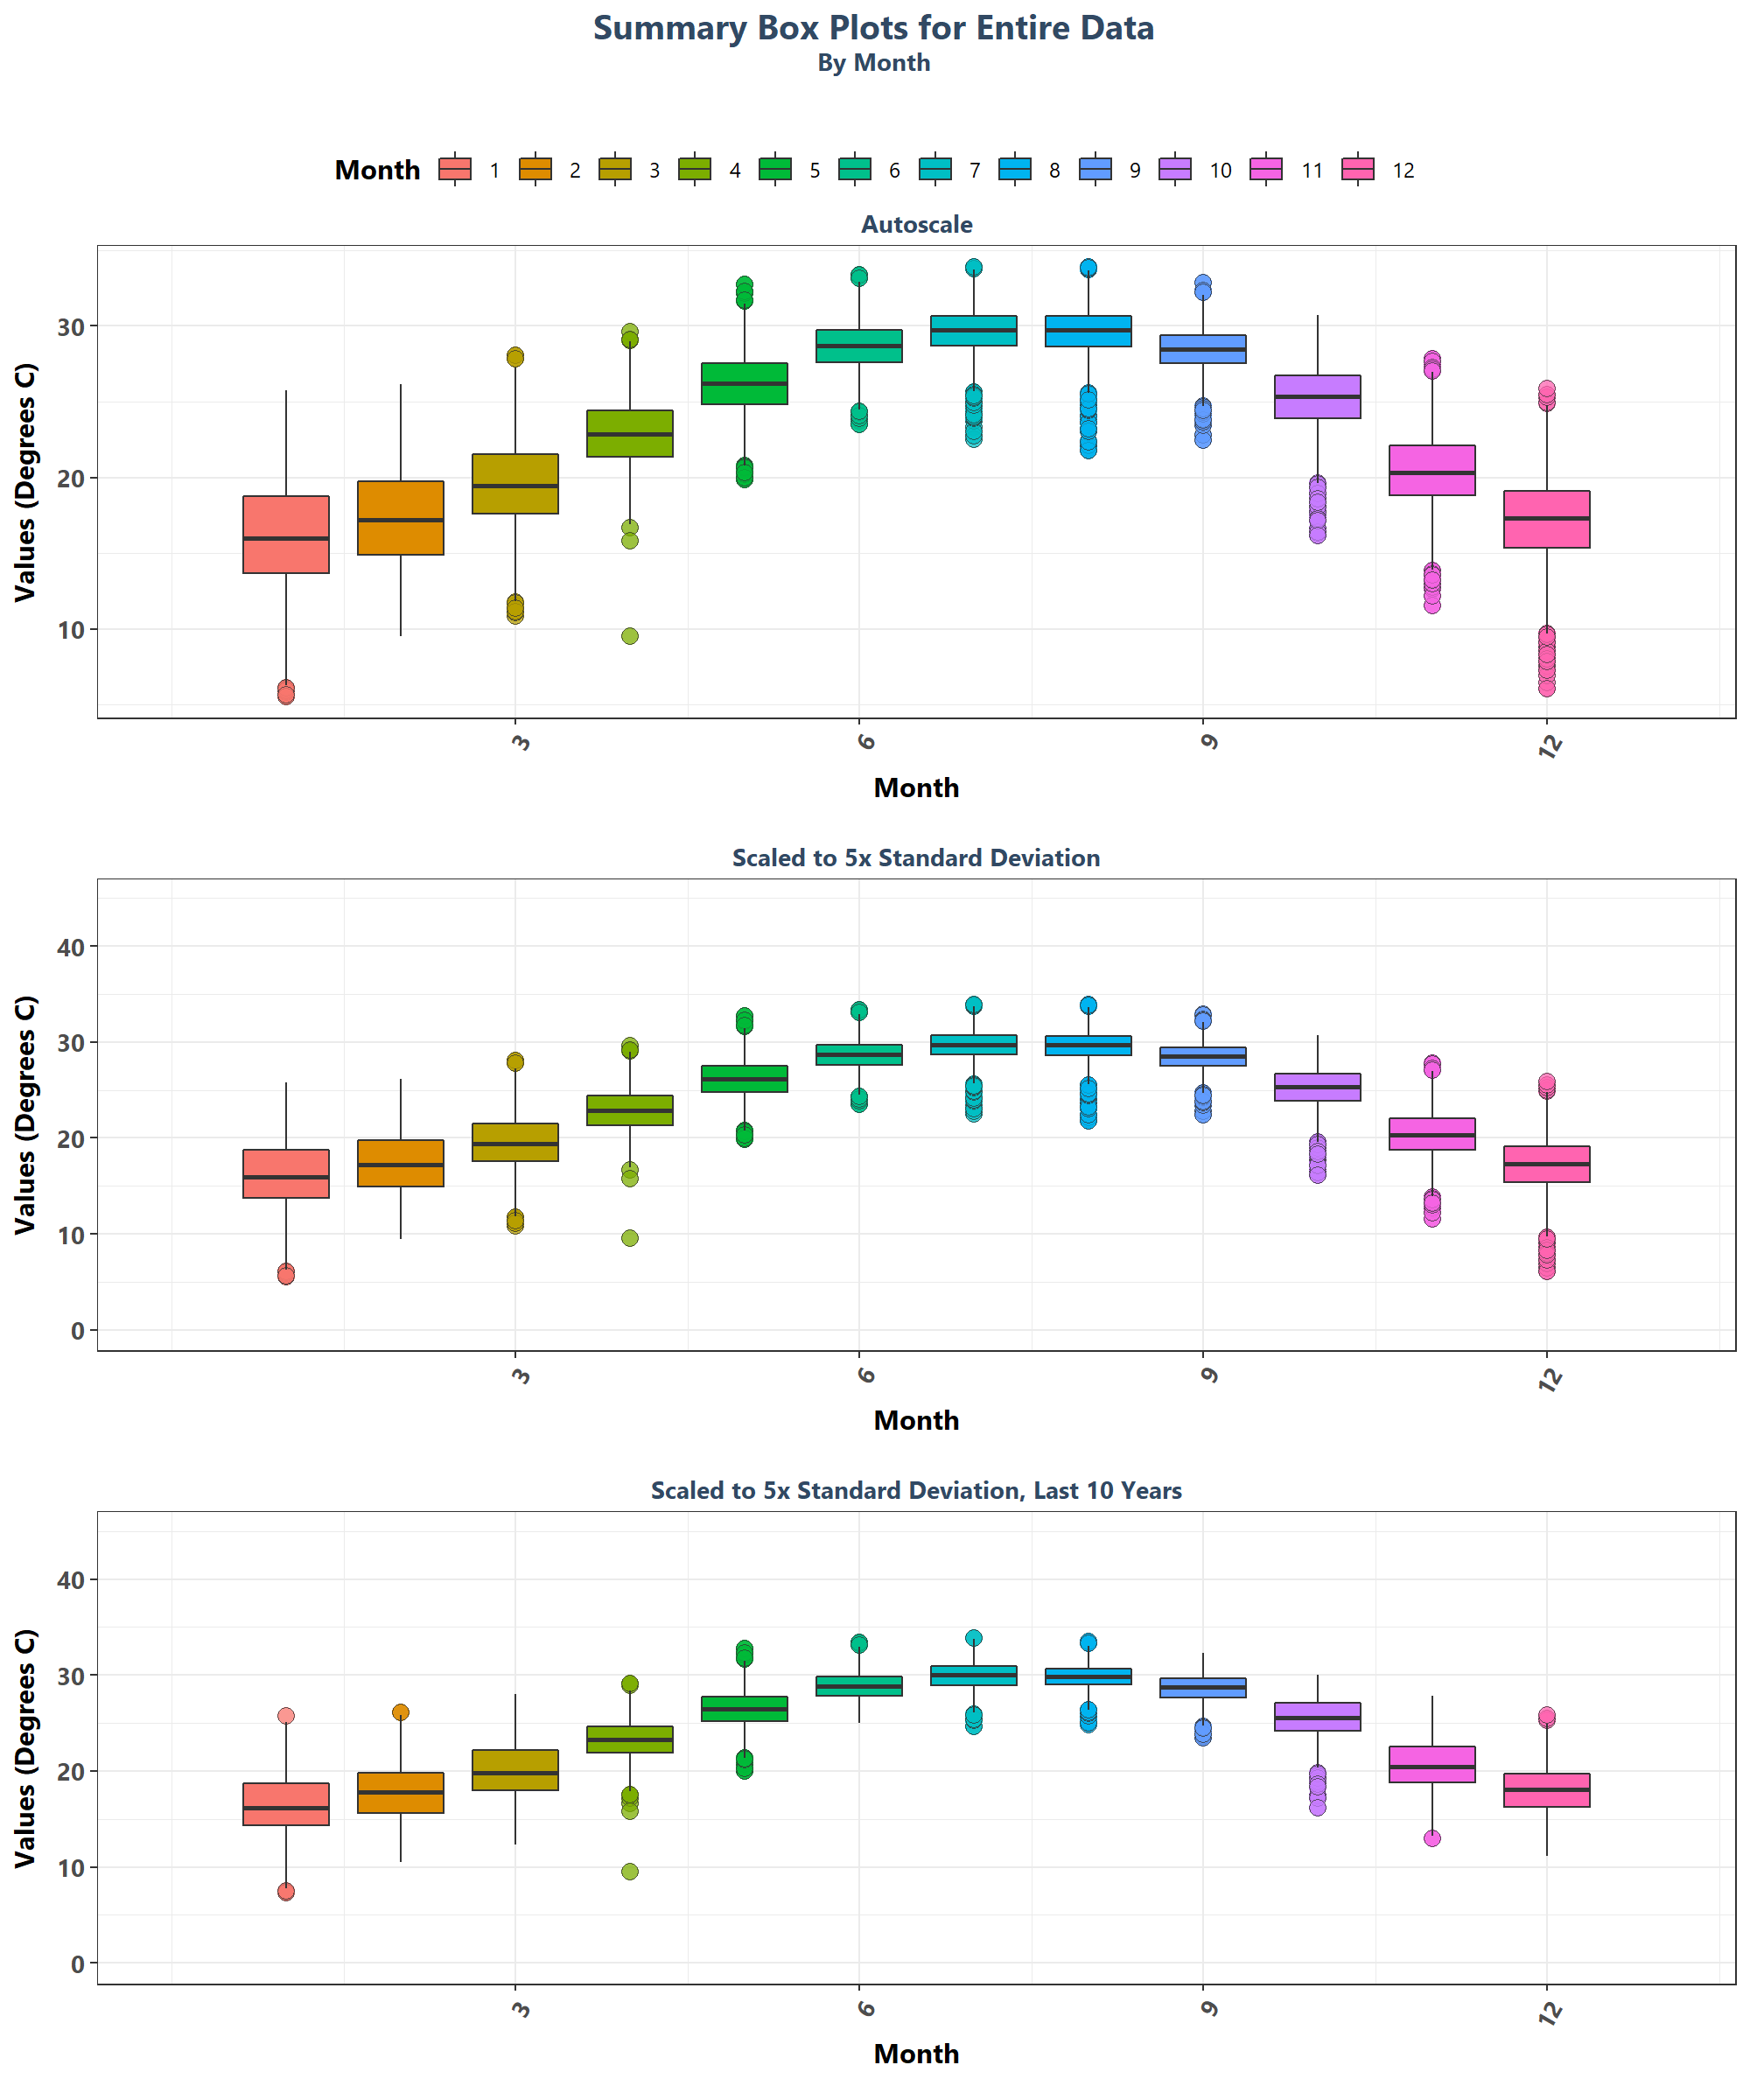 Summary Box Plots for Entire Data
By Month
Month 1 2 3 4 5 6 7 8 9 10 11 12
Autoscale
Values (Degrees C)
30
20
10
3 6 9 12
Month
Scaled to 5x Standard Deviation
Values (Degrees C)
40
30
20
10
0
3 6 9 12
Month
Scaled to 5x Standard Deviation, Last 10 Years
Values (Degrees C)
40
30
20
10
0
3 6 9 12
Month